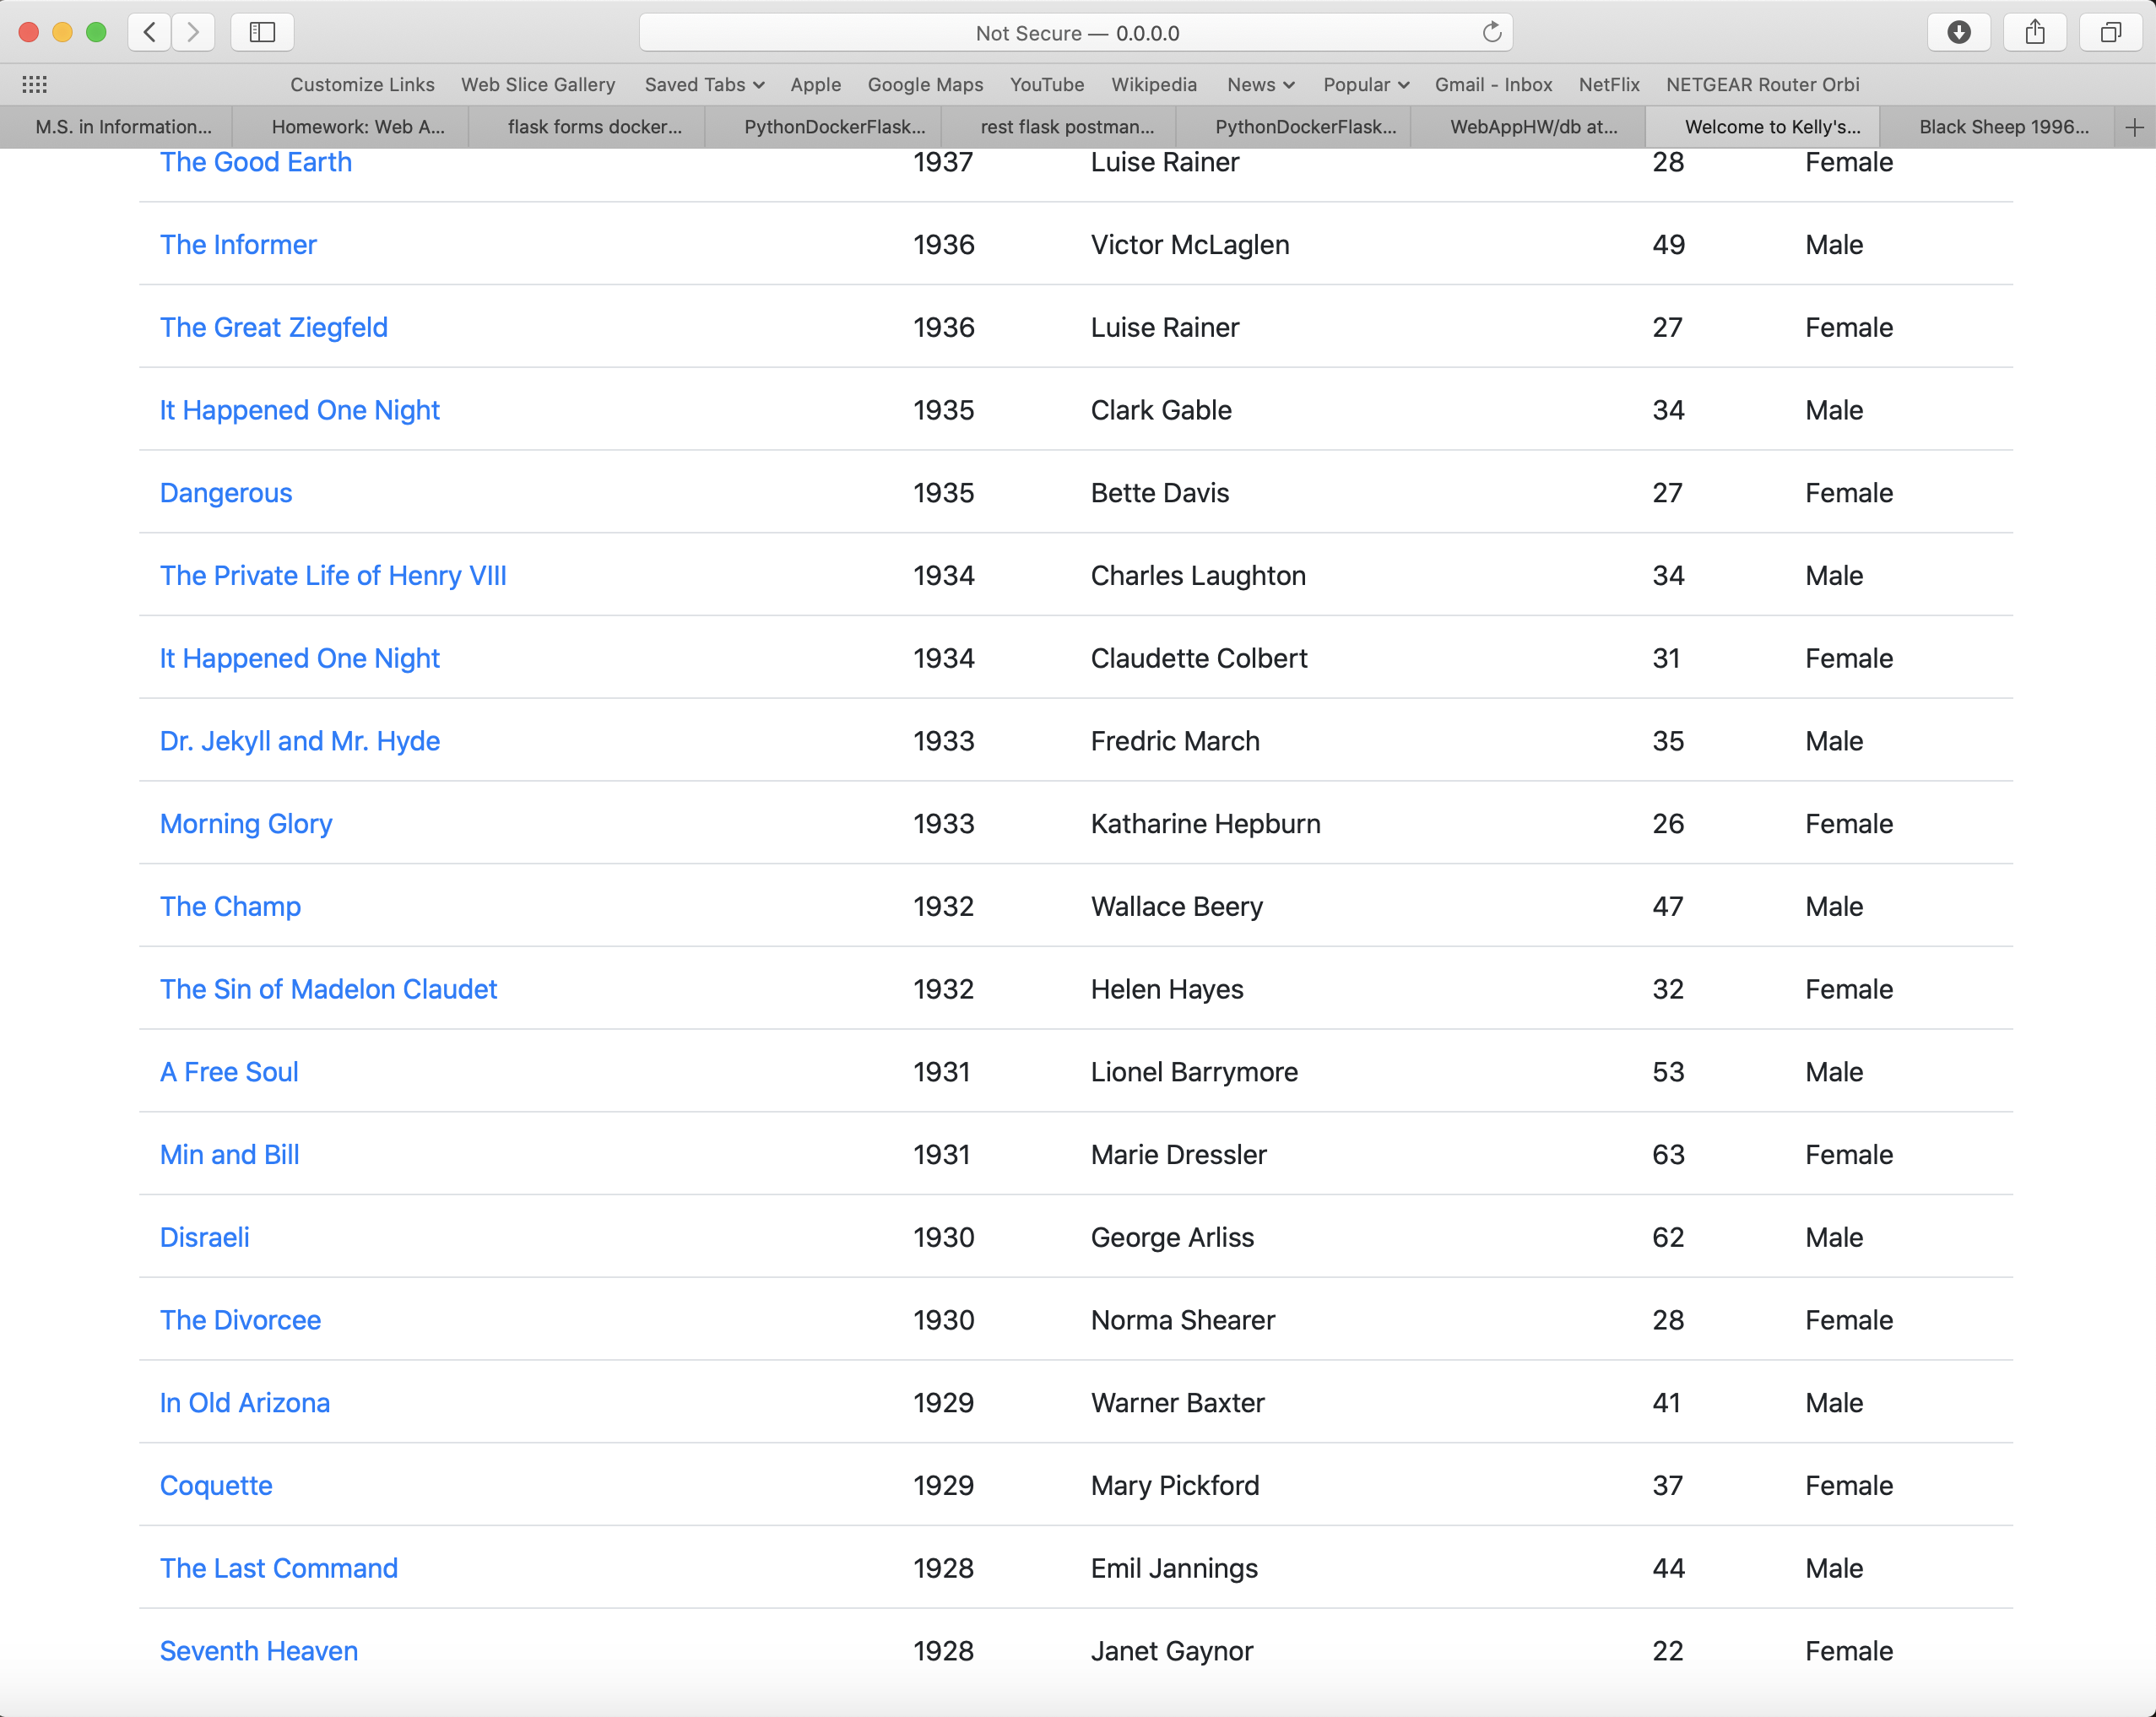 Not Secure — 0.0.0.0
Customize Links Web Slice Gallery Saved Tabs Apple Google Maps YouTube Wikipedia News Popular Gmail - Inbox NetFlix NETGEAR Router Orbi
M.S. in Information... Homework: Web A... flask forms docker... PythonDockerFlask... rest flask postman... PythonDockerFlask... WebAppHW/db at... Welcome to Kelly's... Black Sheep 1996...
The Good Earth 1937 Luise Rainer 28 Female
The Informer 1936 Victor McLaglen 49 Male
The Great Ziegfeld 1936 Luise Rainer 27 Female
It Happened One Night 1935 Clark Gable 34 Male
Dangerous 1935 Bette Davis 27 Female
The Private Life of Henry VIII 1934 Charles Laughton 34 Male
It Happened One Night 1934 Claudette Colbert 31 Female
Dr. Jekyll and Mr. Hyde 1933 Fredric March 35 Male
Morning Glory 1933 Katharine Hepburn 26 Female
The Champ 1932 Wallace Beery 47 Male
The Sin of Madelon Claudet 1932 Helen Hayes 32 Female
A Free Soul 1931 Lionel Barrymore 53 Male
Min and Bill 1931 Marie Dressler 63 Female
Disraeli 1930 George Arliss 62 Male
The Divorcee 1930 Norma Shearer 28 Female
In Old Arizona 1929 Warner Baxter 41 Male
Coquette 1929 Mary Pickford 37 Female
The Last Command 1928 Emil Jannings 44 Male
Seventh Heaven 1928 Janet Gaynor 22 Female